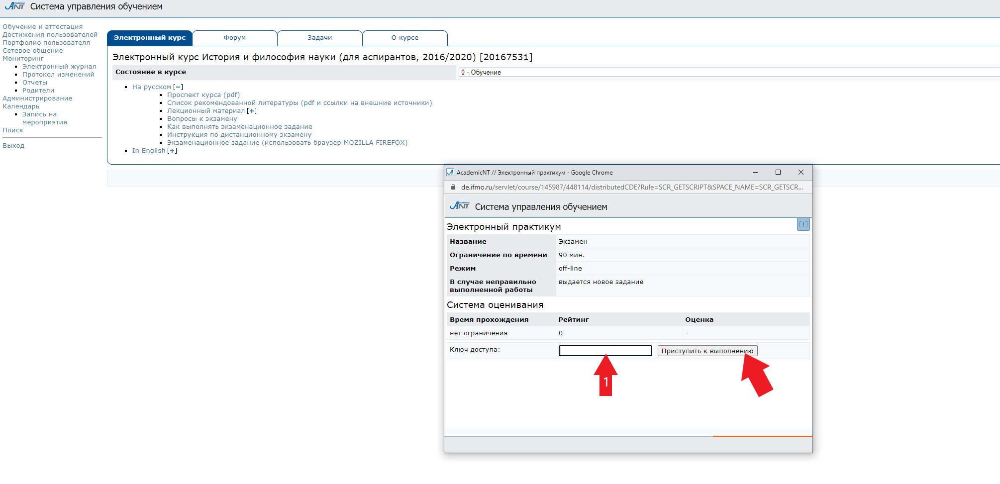 Academic NT Система управления обучением
Обучение и аттестация
Достижения пользователей
Портфолио пользователя
Сетевое общение
Мониторинг
Электронный журнал
Протокол изменений
Отчеты
Родители
Администрирование
Календарь
Запись на
мероприятия
Поиск
Выход
Электронный курс Форум Задачи О курсе
Электронный курс История и философия науки (для аспирантов, 2016/2020) [20167531]
Состояние в курсе 0 - Обучение
На русском [−]
Проспект курса (pdf)
Список рекомендованной литературы (pdf и ссылки на внешние источники)
Лекционный материал [+]
Вопросы к экзамену
Как выполнять экзаменационное задание
Инструкция по дистанционному экзамену
Экзаменационное задание (использовать браузер MOZILLA FIREFOX)
In English [+]
AcademicNT // Электронный практикум - Google Chrome
de.ifmo.ru/servlet/course/145987/448114/distributedCDE?Rule=SCR_GETSCRIPT&SPACE_NAME=SCR_GETSCR...
Academic NT Система управления обучением
Электронный практикум [!]
Название Экзамен
Ограничение по времени 90 мин.
Режим off-line
В случае неправильно выдается новое задание
выполненной работы
Система оценивания
Время прохождения Рейтинг Оценка
нет ограничения 0 -
Ключ доступа: Приступить к выполнению
1